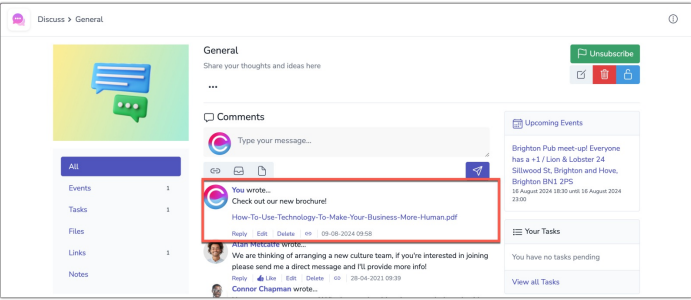 Discuss > General
General
Unsubscribe
Share your thoughts and ideas here
...
Comments
Type your message...
All
Events 1
Tasks 1
Files
Links 1
Notes
You wrote...
Check out our new brochure!
How-To-Use-Technology-To-Make-Your-Business-More-Human.pdf
Reply Edit Delete 09-08-2024 09:58
Alan Metcalfe wrote...
We are thinking of arranging a new culture team, if you're interested in joining
please send me a direct message and I'll provide more info!
Reply Like Edit Delete 28-04-2021 09:39
Connor Chapman wrote...
Upcoming Events
Brighton Pub meet-up! Everyone
has a +1 / Lion & Lobster 24
Sillwood St, Brighton and Hove,
Brighton BN1 2PS
16 August 2024 18:30 until 16 August 2024
23:00
Your Tasks
You have no tasks pending
View all Tasks